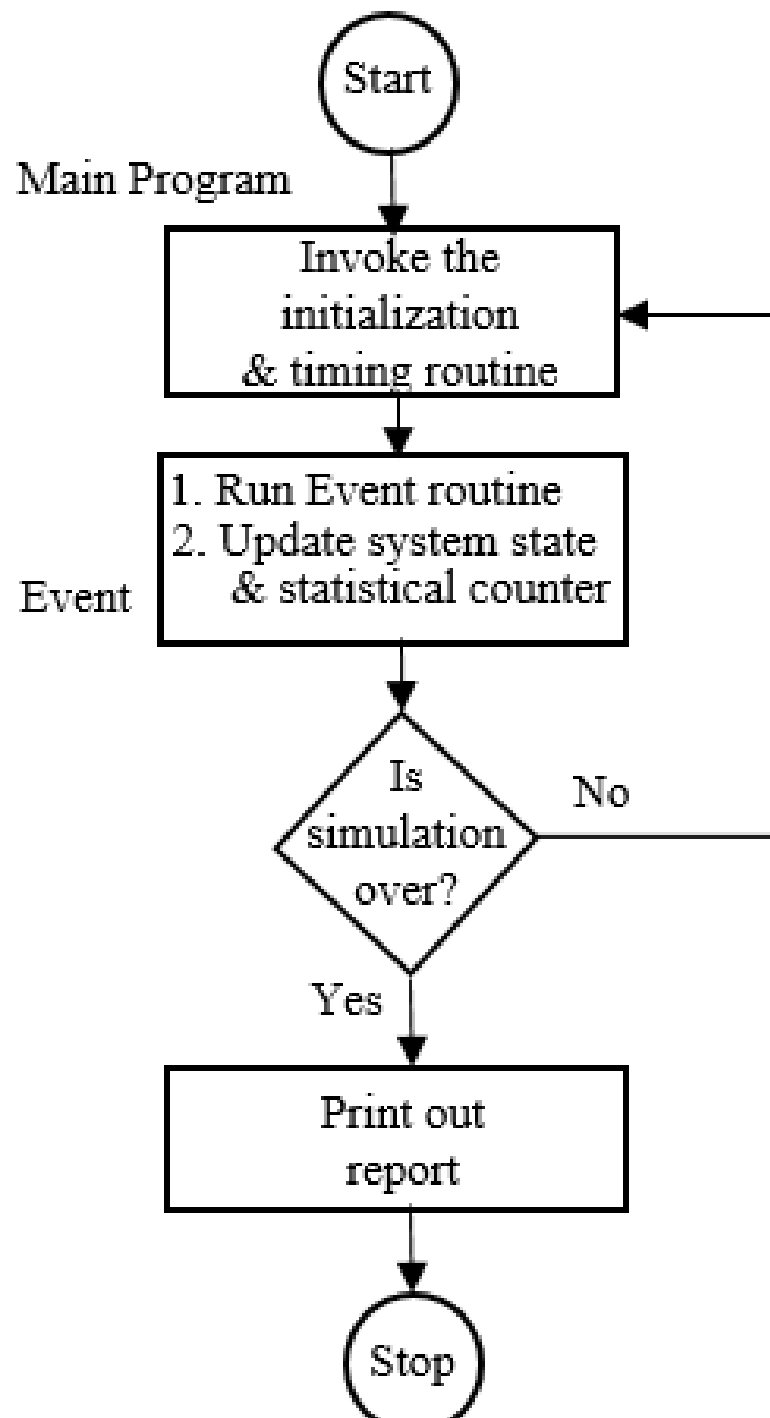 Start
Main Program
Invoke the
initialization
& timing routine
1. Run Event routine
2. Update system state
& statistical counter
Event
Is
simulation
over?
No
Yes
Print out
report
Stop